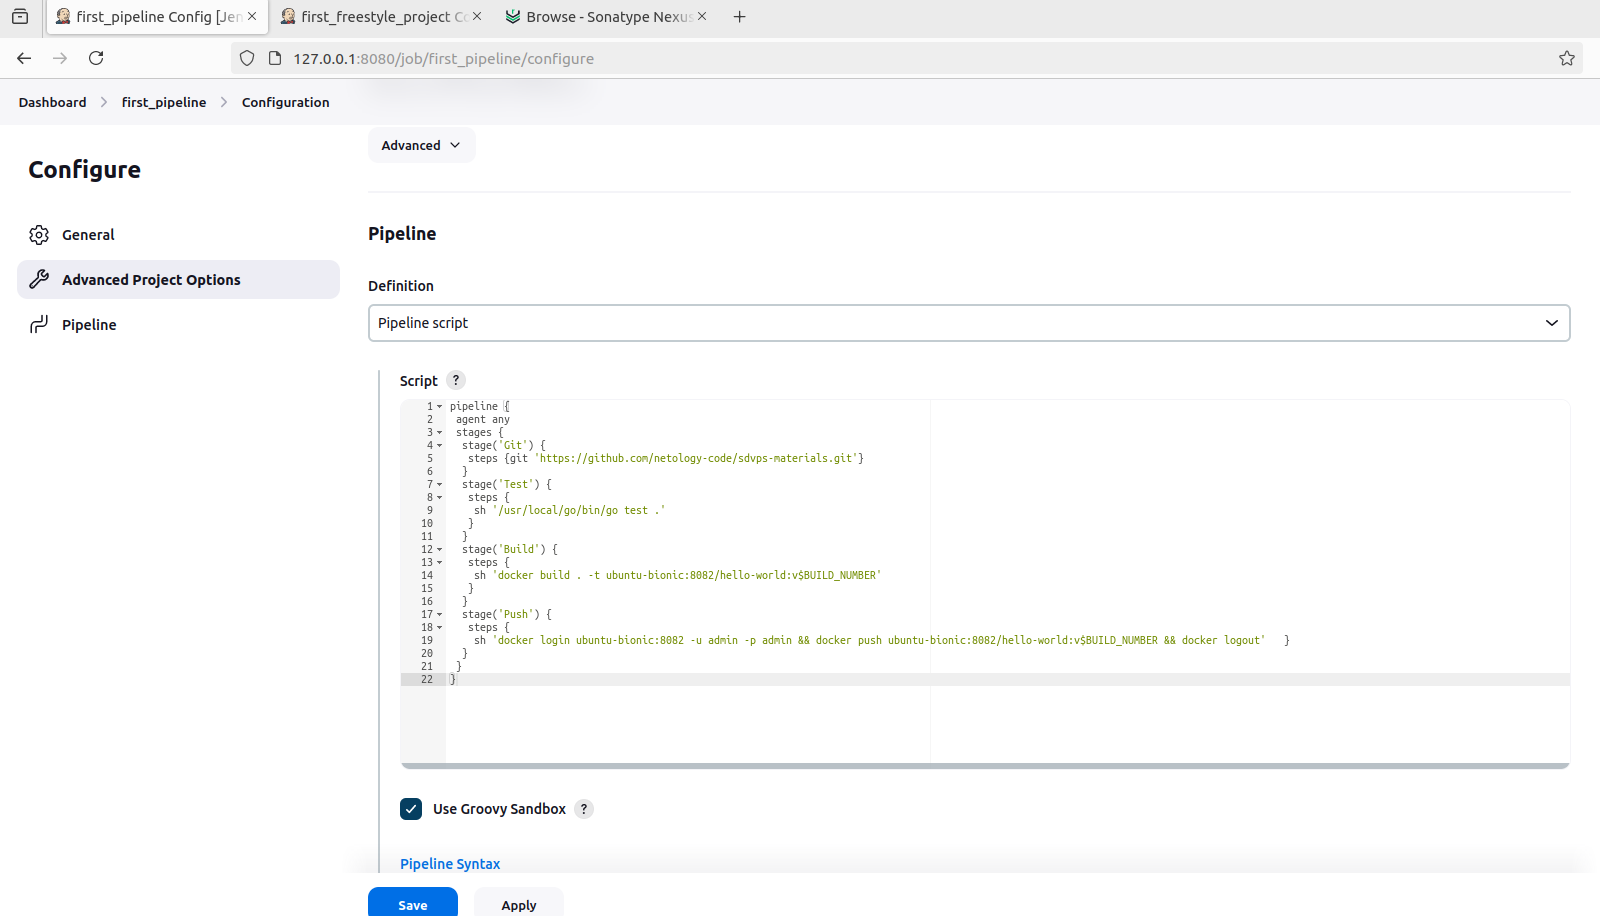 first_pipeline Config [Jen
first_freestyle_project Co
Browse - Sonatype Nexus
127.0.0.1:8080/job/first_pipeline/configure
Dashboard > first_pipeline > Configuration
Configure
General
Advanced Project Options
Pipeline
Advanced
Pipeline
Definition
Pipeline script
Script ?
1 pipeline {
2 agent any
3 stages {
4 stage('Git') {
5 steps {git 'https://github.com/netology-code/sdvps-materials.git'}
6 }
7 stage('Test') {
8 steps {
9 sh '/usr/local/go/bin/go test .'
10 }
11 }
12 stage('Build') {
13 steps {
14 sh 'docker build . -t ubuntu-bionic:8082/hello-world:v$BUILD_NUMBER'
15 }
16 }
17 stage('Push') {
18 steps {
19 sh 'docker login ubuntu-bionic:8082 -u admin -p admin && docker push ubuntu-bionic:8082/hello-world:v$BUILD_NUMBER && docker logout'   }
20 }
21 }
22 }
Use Groovy Sandbox ?
Pipeline Syntax
Save
Apply